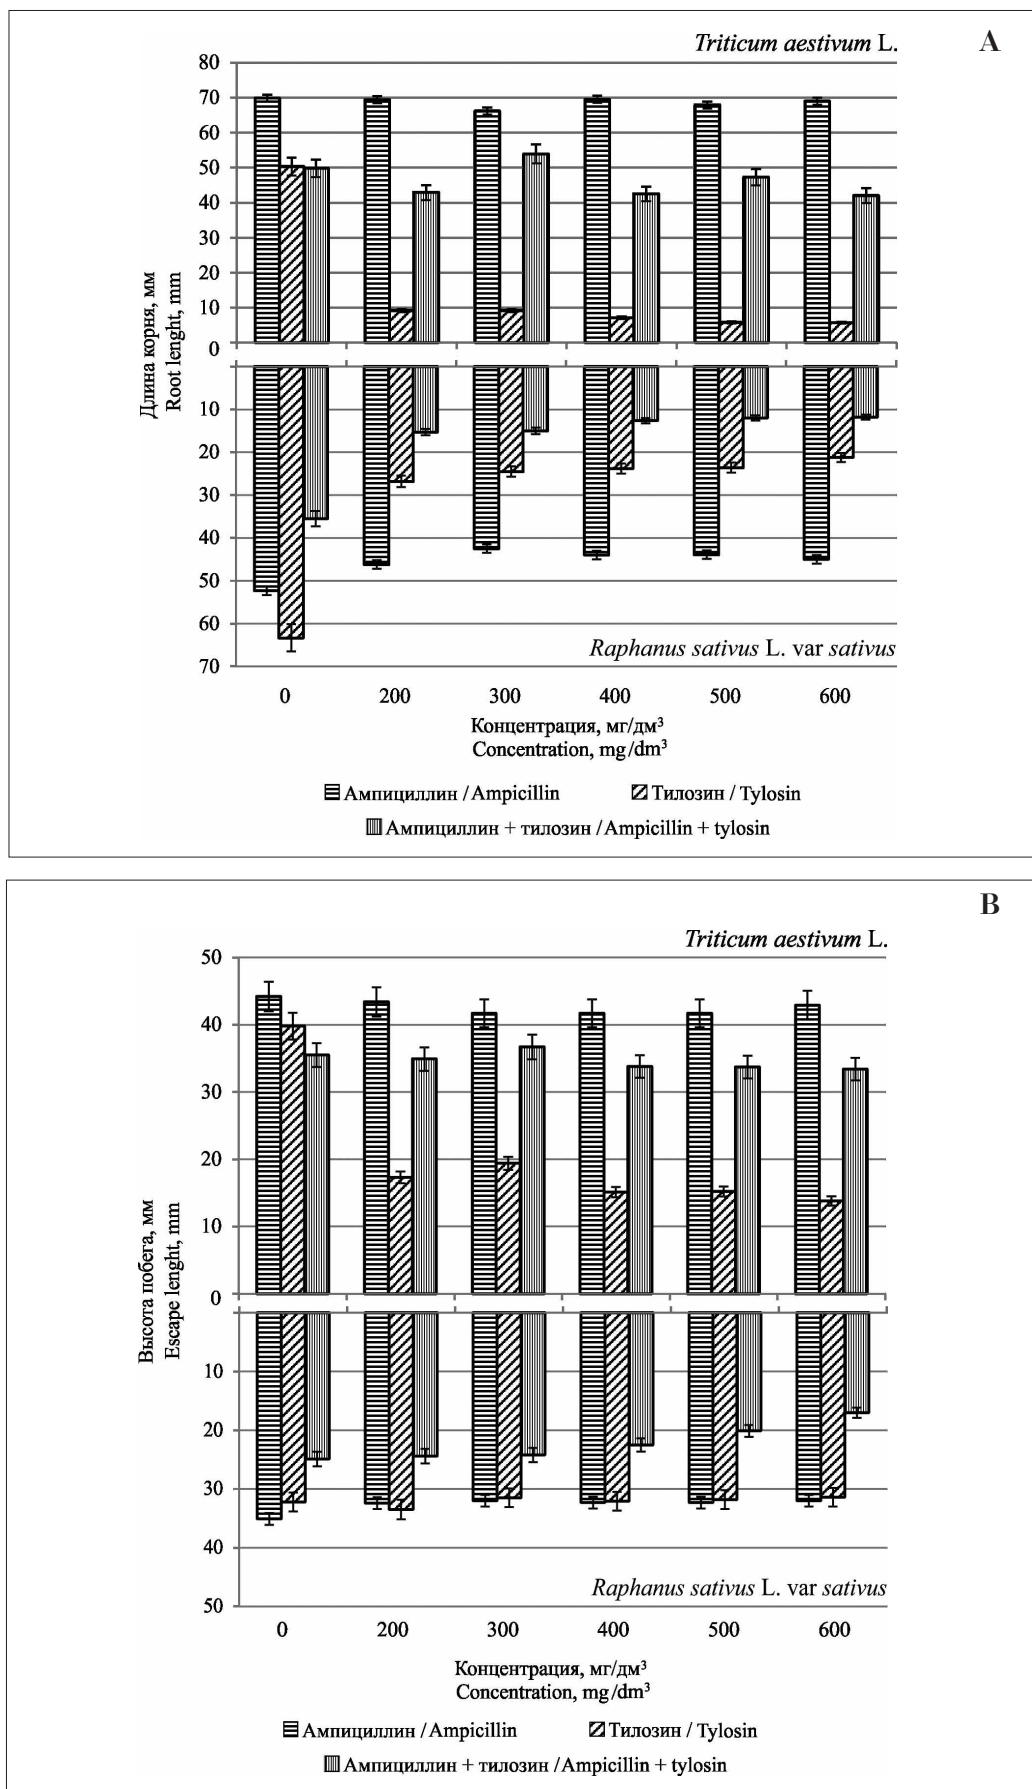 A
Triticum aestivum L.
80
70
60
50
40
30
20
10
0
10
20
30
40
50
60
70
Длина корня, мм
Root lenght, mm
Raphanus sativus L. var sativus
0 200 300 400 500 600
Концентрация, мг/дм³
Concentration, mg/dm³
Ампициллин / Ampicillin Тилозин / Tylosin
Ампициллин + тилозин / Ampicillin + tylosin
B
Triticum aestivum L.
50
40
30
20
10
0
10
20
30
40
50
Высота побега, мм
Escape lenght, mm
Raphanus sativus L. var sativus
0 200 300 400 500 600
Концентрация, мг/дм³
Concentration, mg/dm³
Ампициллин / Ampicillin Тилозин / Tylosin
Ампициллин + тилозин / Ampicillin + tylosin